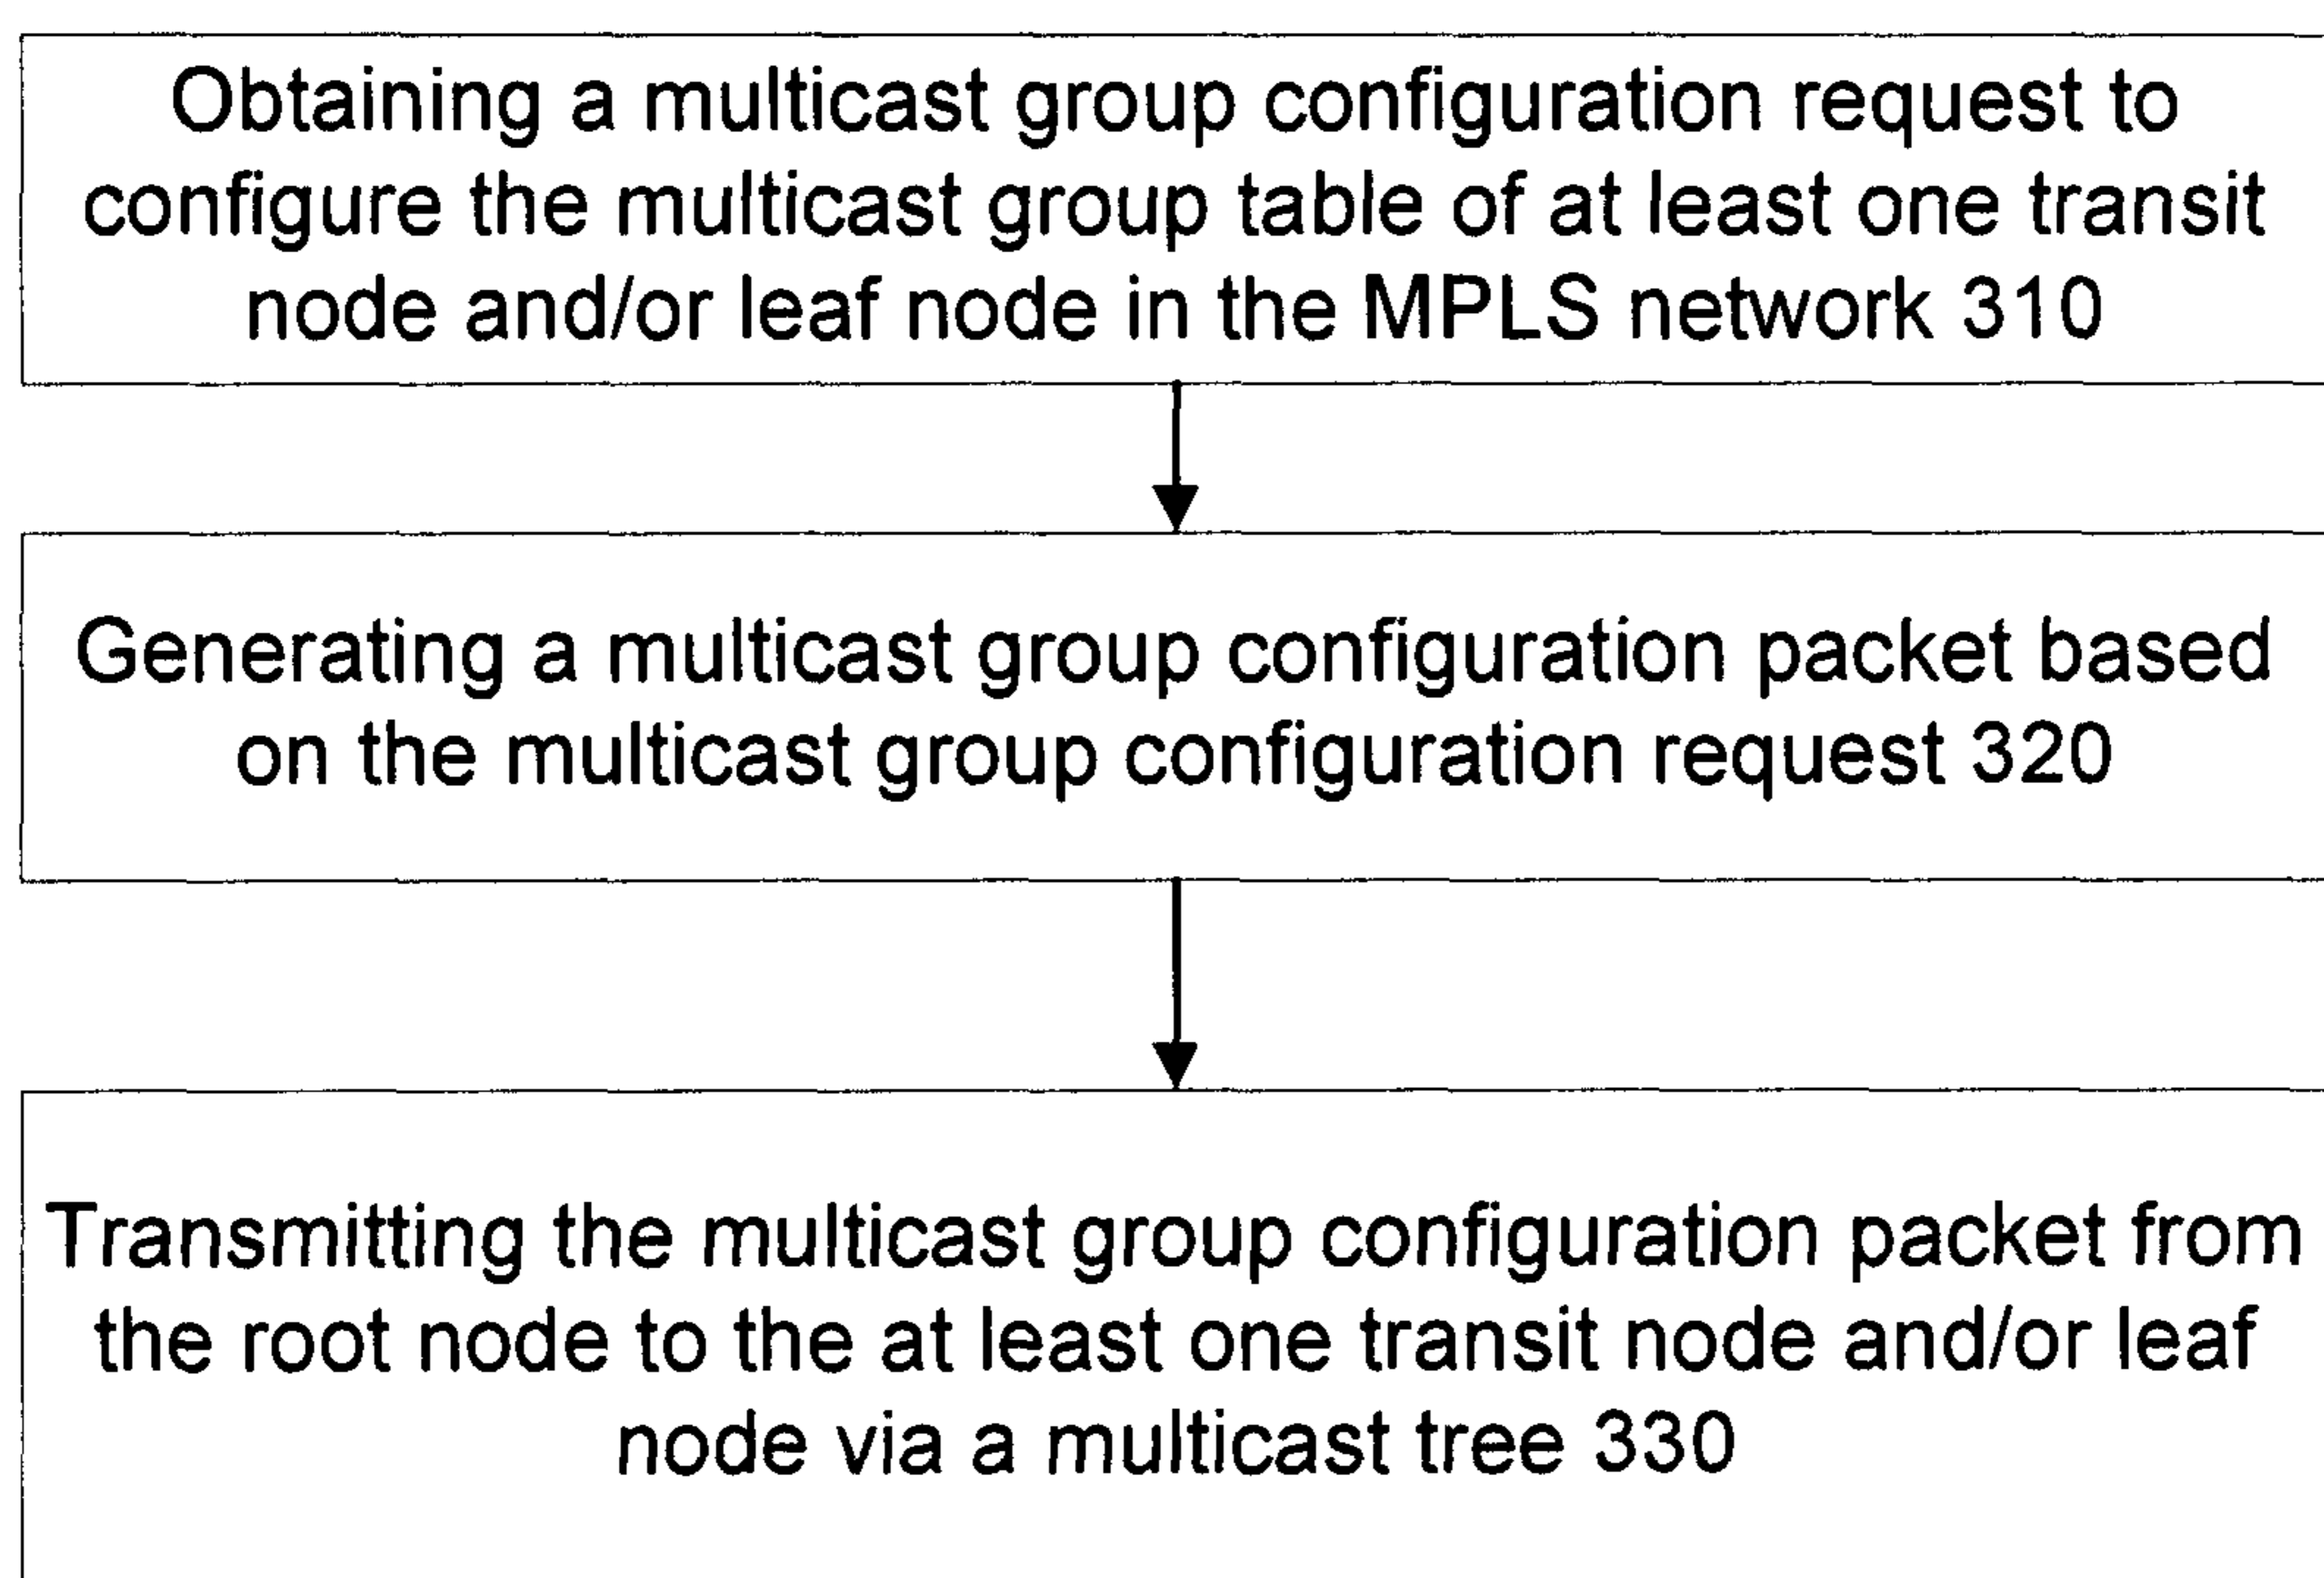 Obtaining a multicast group configuration request to
configure the multicast group table of at least one transit
node and/or leaf node in the MPLS network 310
Generating a multicast group configuration packet based
on the multicast group configuration request 320
Transmitting the multicast group configuration packet from
the root node to the at least one transit node and/or leaf
node via a multicast tree 330